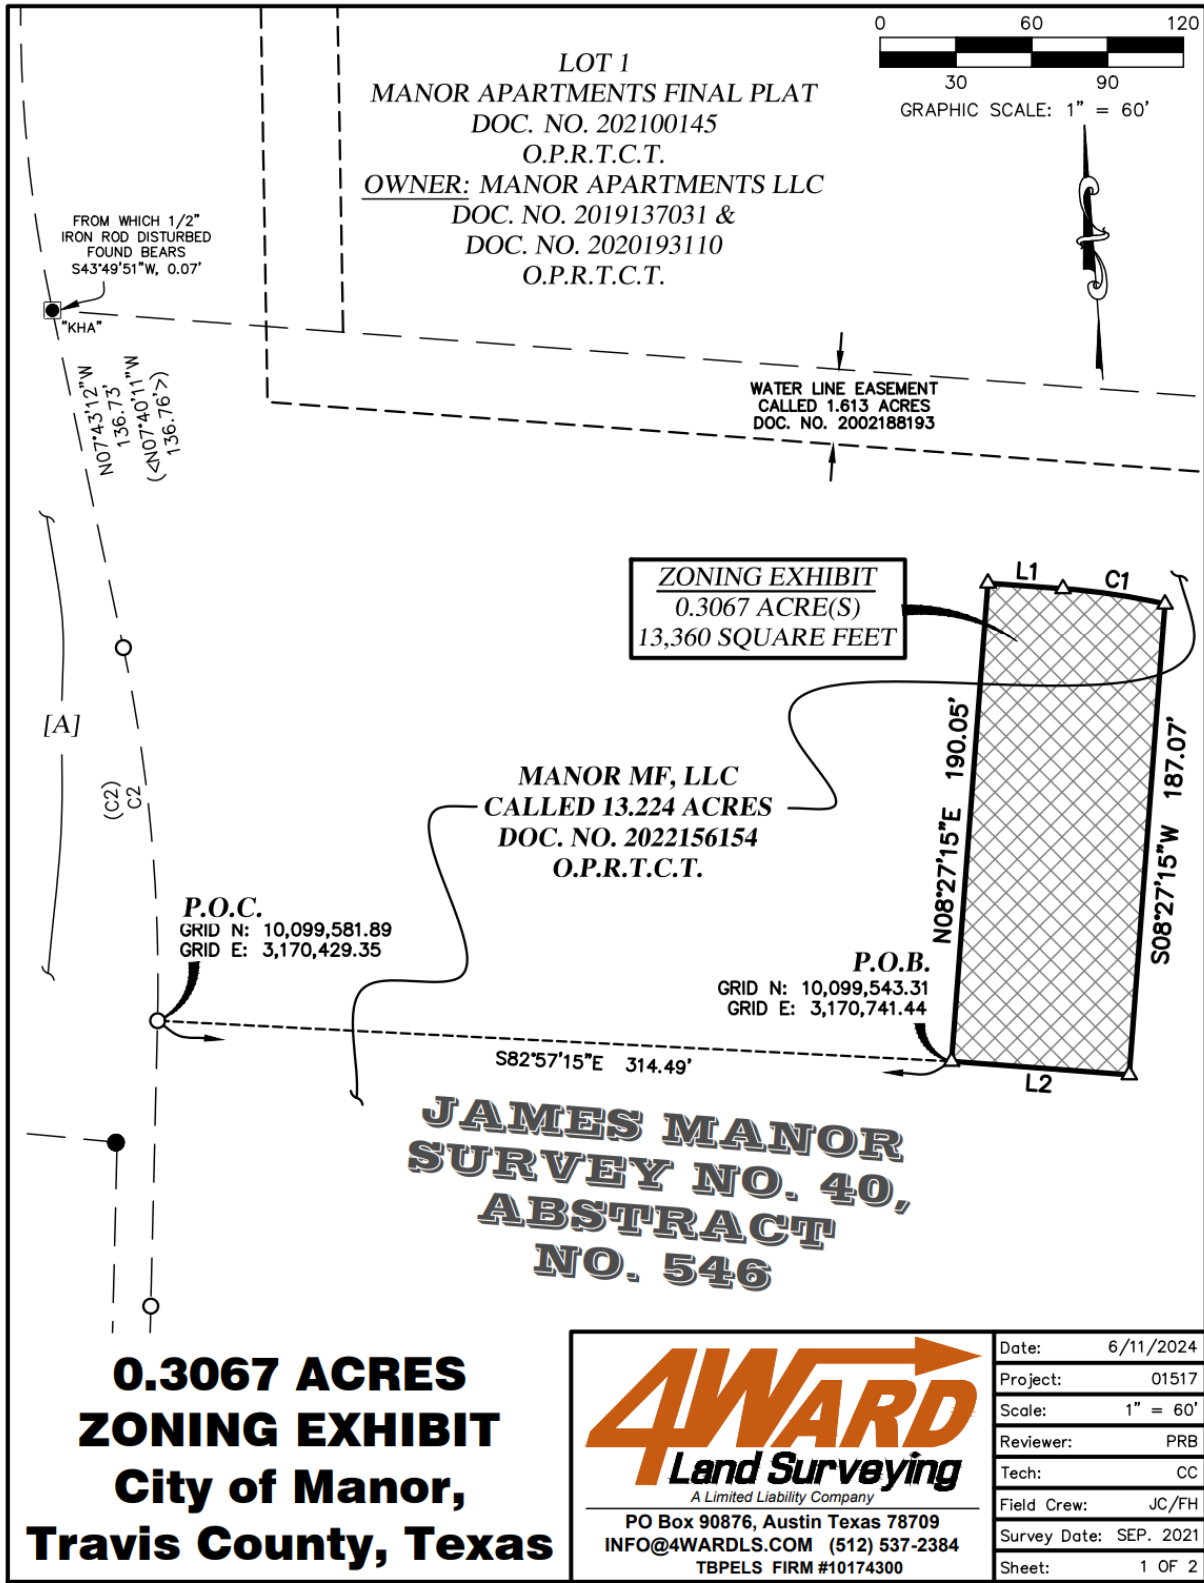 0 60 120
30 90
GRAPHIC SCALE: 1" = 60'
LOT 1
MANOR APARTMENTS FINAL PLAT
DOC. NO. 202100145
O.P.R.T.C.T.
OWNER: MANOR APARTMENTS LLC
DOC. NO. 2019137031 &
DOC. NO. 2020193110
O.P.R.T.C.T.
FROM WHICH 1/2"
IRON ROD DISTURBED
FOUND BEARS
S43°49'51"W, 0.07'
"KHA"
N07°43'12"W
136.73'
(<N07°40'11"W
136.76'>)
WATER LINE EASEMENT
CALLED 1.613 ACRES
DOC. NO. 2002188193
ZONING EXHIBIT
0.3067 ACRE(S)
13,360 SQUARE FEET
L1
C1
[A]
(C2)
C2
N08°27'15"E 190.05'
S08°27'15"W 187.07'
MANOR MF, LLC
CALLED 13.224 ACRES
DOC. NO. 2022156154
O.P.R.T.C.T.
P.O.C.
GRID N: 10,099,581.89
GRID E: 3,170,429.35
P.O.B.
GRID N: 10,099,543.31
GRID E: 3,170,741.44
S82°57'15"E 314.49'
L2
JAMES MANOR
SURVEY NO. 40,
ABSTRACT
NO. 546
0.3067 ACRES
ZONING EXHIBIT
City of Manor,
Travis County, Texas
4WARD
Land Surveying
A Limited Liability Company
PO Box 90876, Austin Texas 78709
INFO@4WARDLS.COM (512) 537-2384
TBPELS FIRM #10174300
Date: 6/11/2024
Project: 01517
Scale: 1" = 60'
Reviewer: PRB
Tech: CC
Field Crew: JC/FH
Survey Date: SEP. 2021
Sheet: 1 OF 2